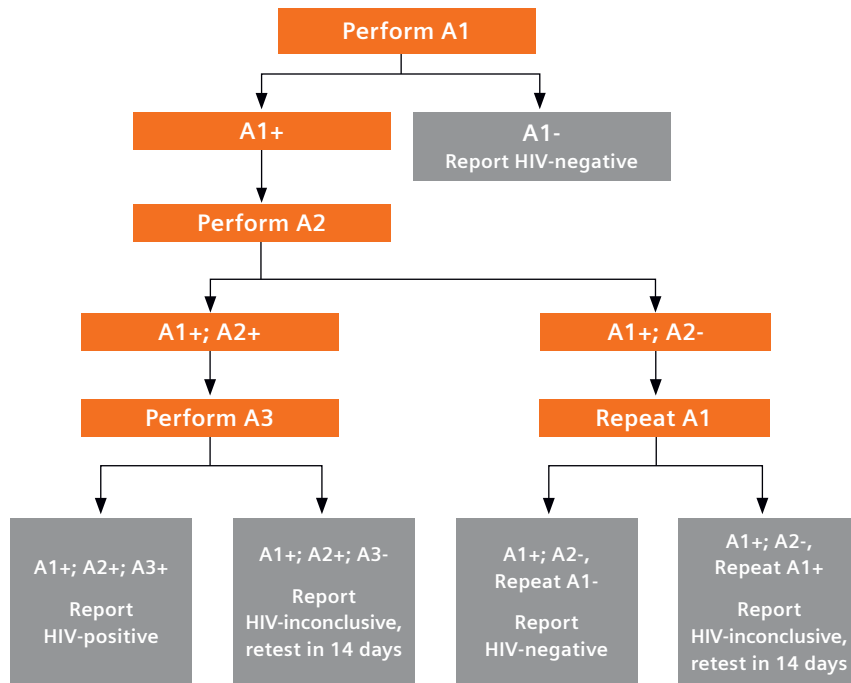 Perform A1
A1+
A1-
Report HIV-negative
Perform A2
A1+; A2+
A1+; A2-
Perform A3
Repeat A1
A1+; A2+; A3+
Report
HIV-positive
A1+; A2+; A3-
Report
HIV-inconclusive,
retest in 14 days
A1+; A2-,
Repeat A1-
Report
HIV-negative
A1+; A2-,
Repeat A1+
Report
HIV-inconclusive,
retest in 14 days